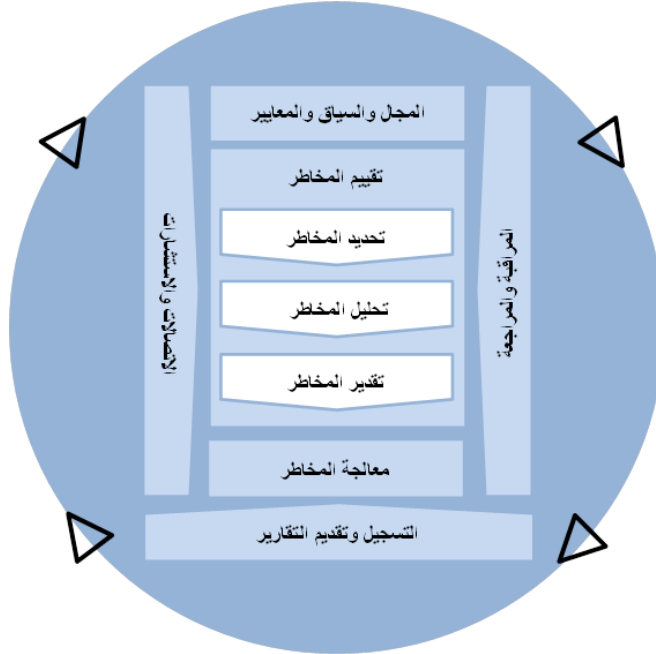 المجال والسياق والمعايير
تقييم المخاطر
تحديد المخاطر
تحليل المخاطر
تقدير المخاطر
معالجة المخاطر
التسجيل وتقديم التقارير
المراقبة والمراجعة
الاتصالات والاستشارات